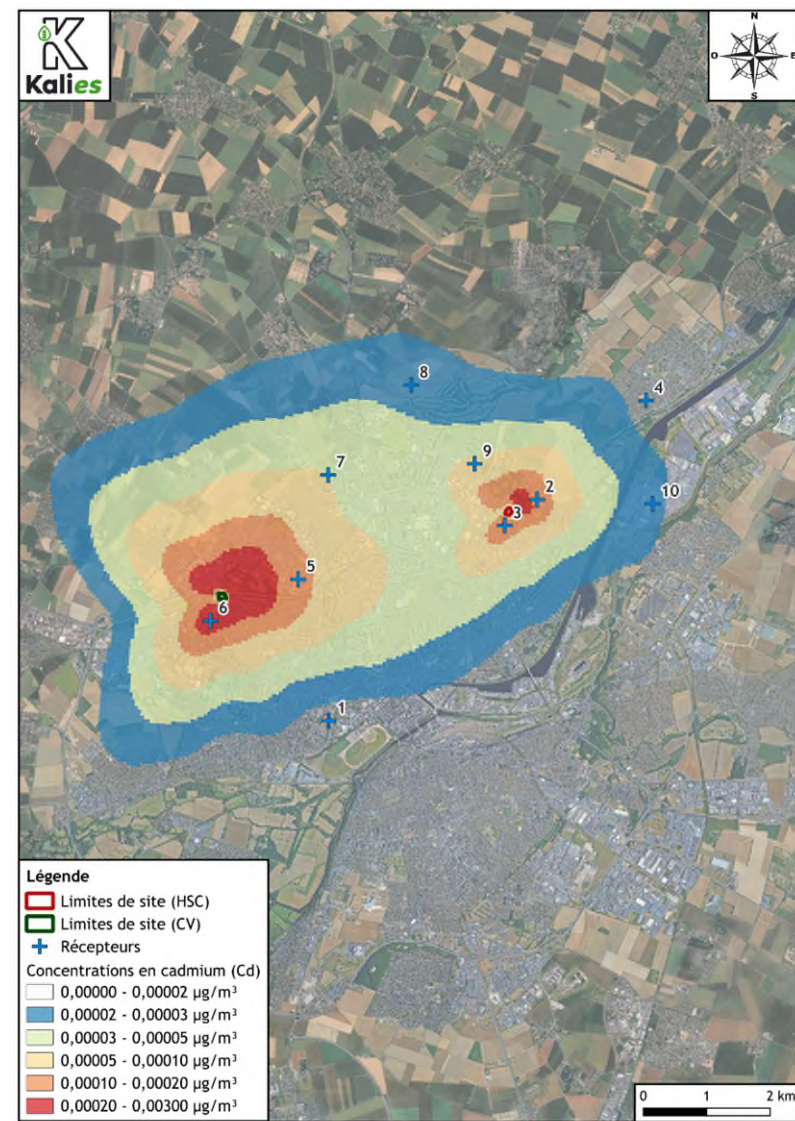 Kalies
N
O
E
S
8
4
9
7
2
10
3
5
6
1
Légende
Limites de site (HSC)
Limites de site (CV)
Récepteurs
Concentrations en cadmium (Cd)
0,00000 - 0,00002 µg/m³
0,00002 - 0,00003 µg/m³
0,00003 - 0,00005 µg/m³
0,00005 - 0,00010 µg/m³
0,00010 - 0,00020 µg/m³
0,00020 - 0,00300 µg/m³
0 1 2 km